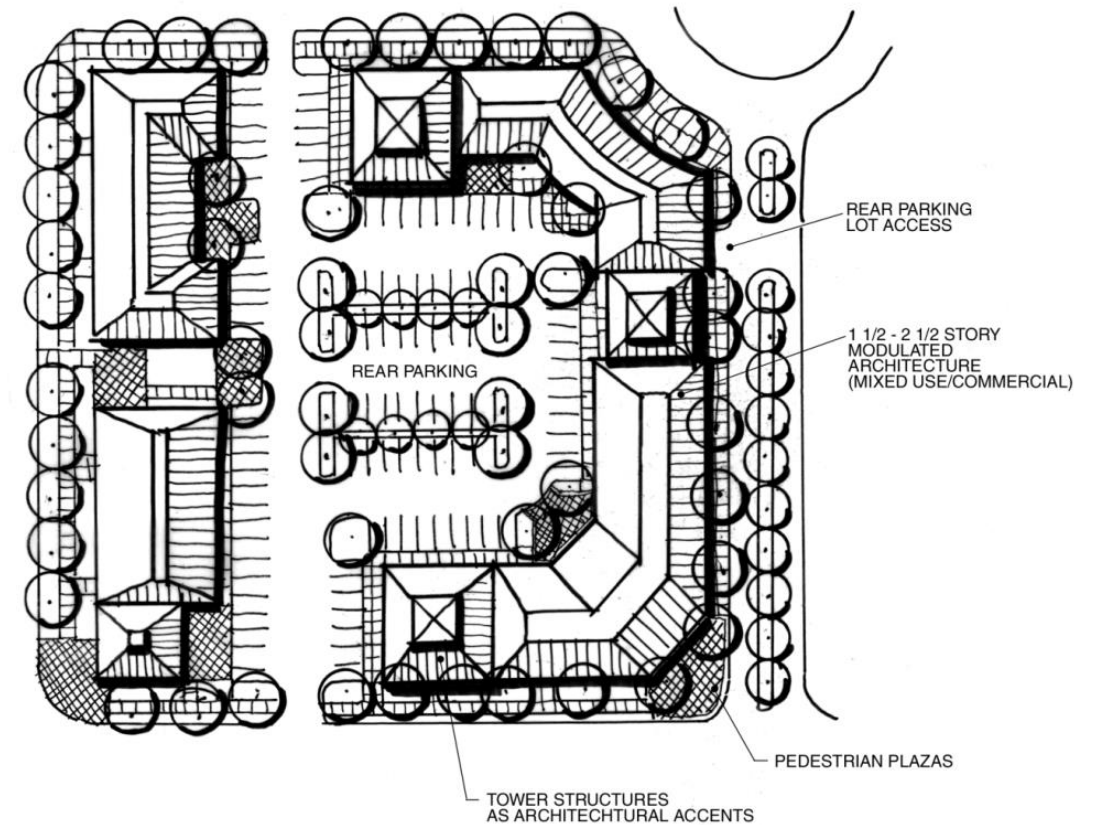 REAR PARKING
LOT ACCESS
1 1/2 - 2 1/2 STORY
MODULATED
ARCHITECTURE
(MIXED USE/COMMERCIAL)
REAR PARKING
PEDESTRIAN PLAZAS
TOWER STRUCTURES
AS ARCHITECHTURAL ACCENTS